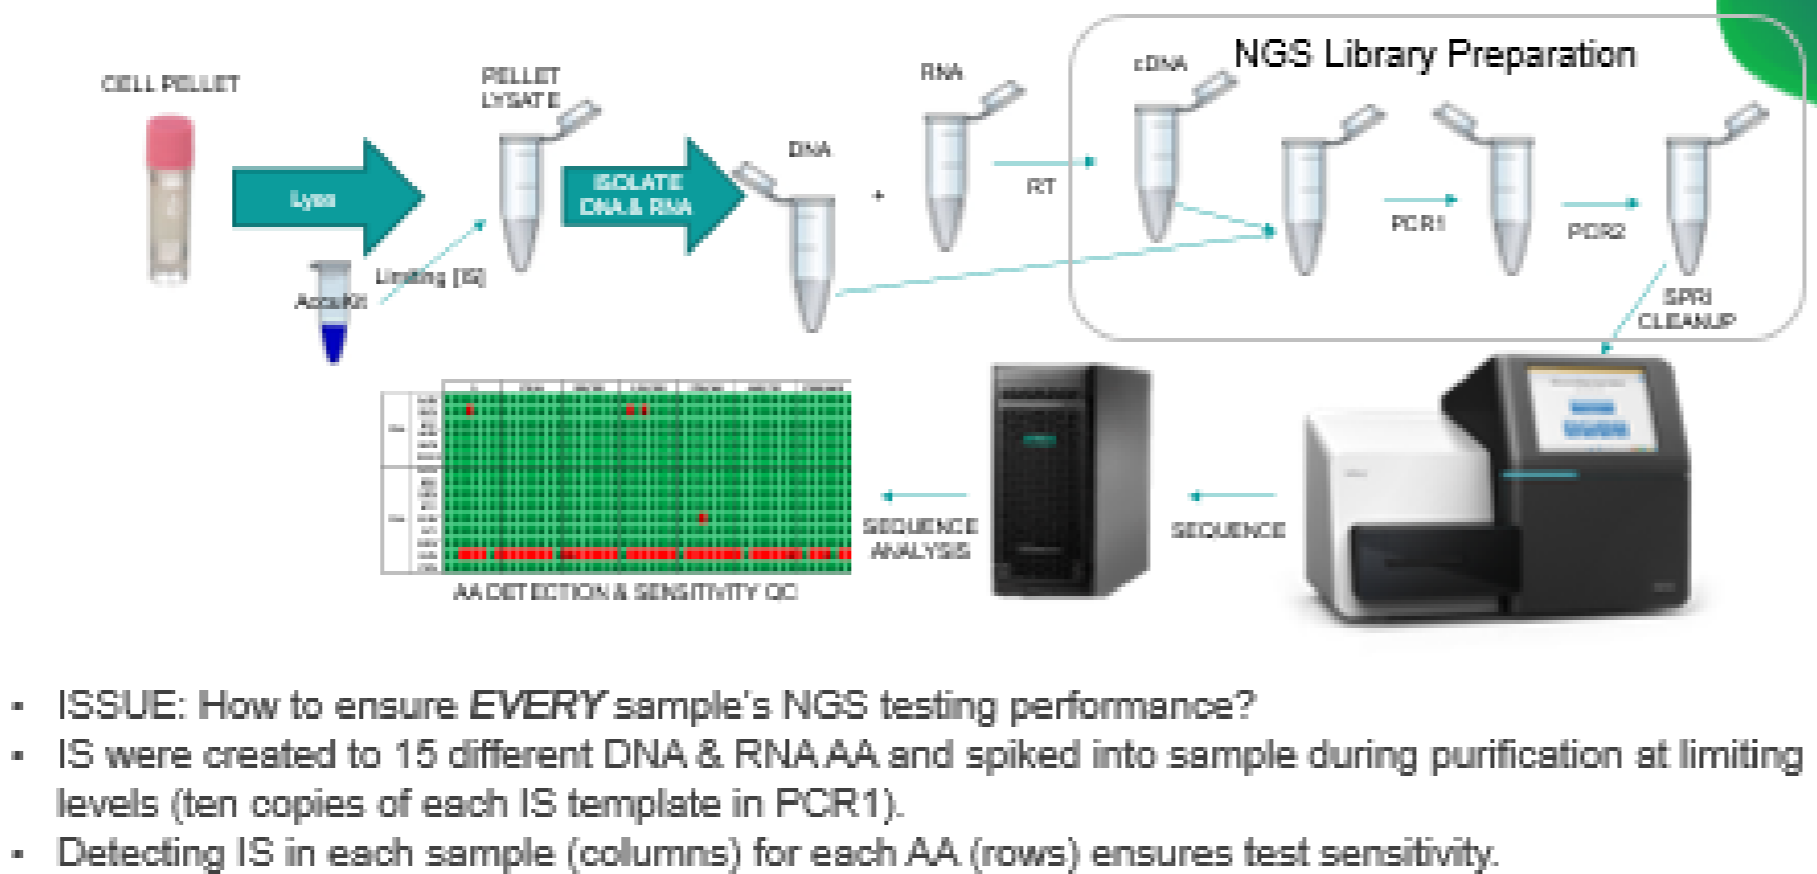 NGS Library Preparation
CELL PELLET
Lyse
AccuKit
Limiting [IS]
PELLET
LYSATE
ISOLATE
DNA & RNA
DNA
+
RNA
RT
cDNA
PCR1
PCR2
SPRI
CLEANUP
SEQUENCE
SEQUENCE
ANALYSIS
AA DETECTION & SENSITIVITY QC
▪ ISSUE: How to ensure EVERY sample's NGS testing performance?
▪ IS were created to 15 different DNA & RNA AA and spiked into sample during purification at limiting
levels (ten copies of each IS template in PCR1).
▪ Detecting IS in each sample (columns) for each AA (rows) ensures test sensitivity.